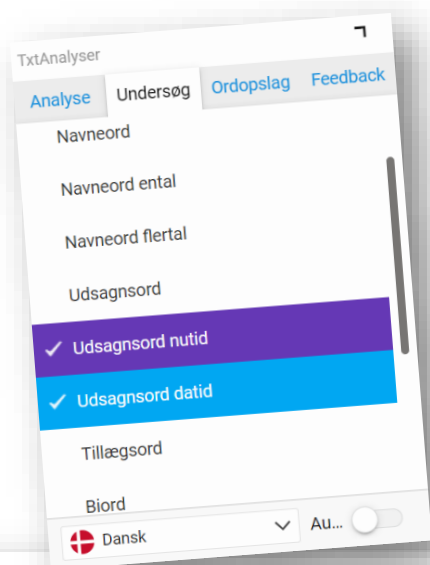 TxtAnalyser
Analyse Undersøg Ordopslag Feedback
Navneord
Navneord ental
Navneord flertal
Udsagnsord
Udsagnsord nutid
Udsagnsord datid
Tillægsord
Biord
Dansk Au...